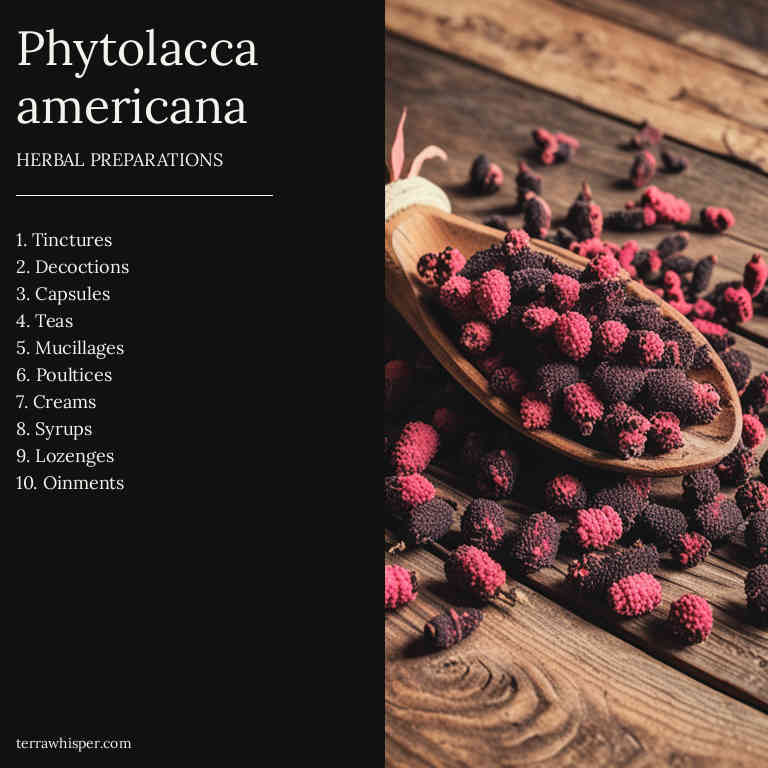 Phytolacca
americana
HERBAL PREPARATIONS
1. Tinctures
2. Decoctions
3. Capsules
4. Teas
5. Mucillages
6. Poultices
7. Creams
8. Syrups
9. Lozenges
10. Oinments
terrawhisper.com